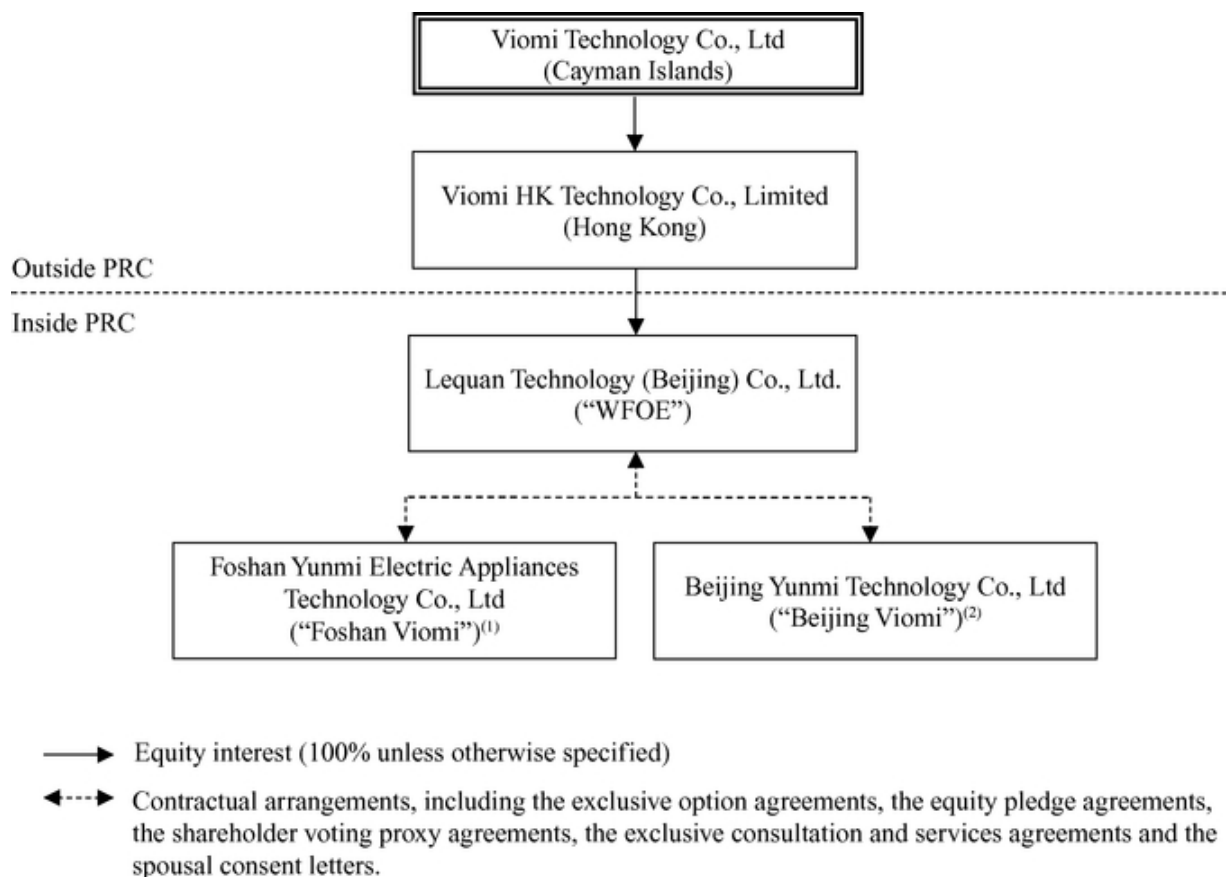 Viomi Technology Co., Ltd
(Cayman Islands)
Viomi HK Technology Co., Limited
(Hong Kong)
Outside PRC
Inside PRC
Lequan Technology (Beijing) Co., Ltd.
(“WFOE”)
Foshan Yunmi Electric Appliances
Technology Co., Ltd
(“Foshan Viomi”)(1)
Beijing Yunmi Technology Co., Ltd
(“Beijing Viomi”)(2)
Equity interest (100% unless otherwise specified)
Contractual arrangements, including the exclusive option agreements, the equity pledge agreements,
the shareholder voting proxy agreements, the exclusive consultation and services agreements and the
spousal consent letters.